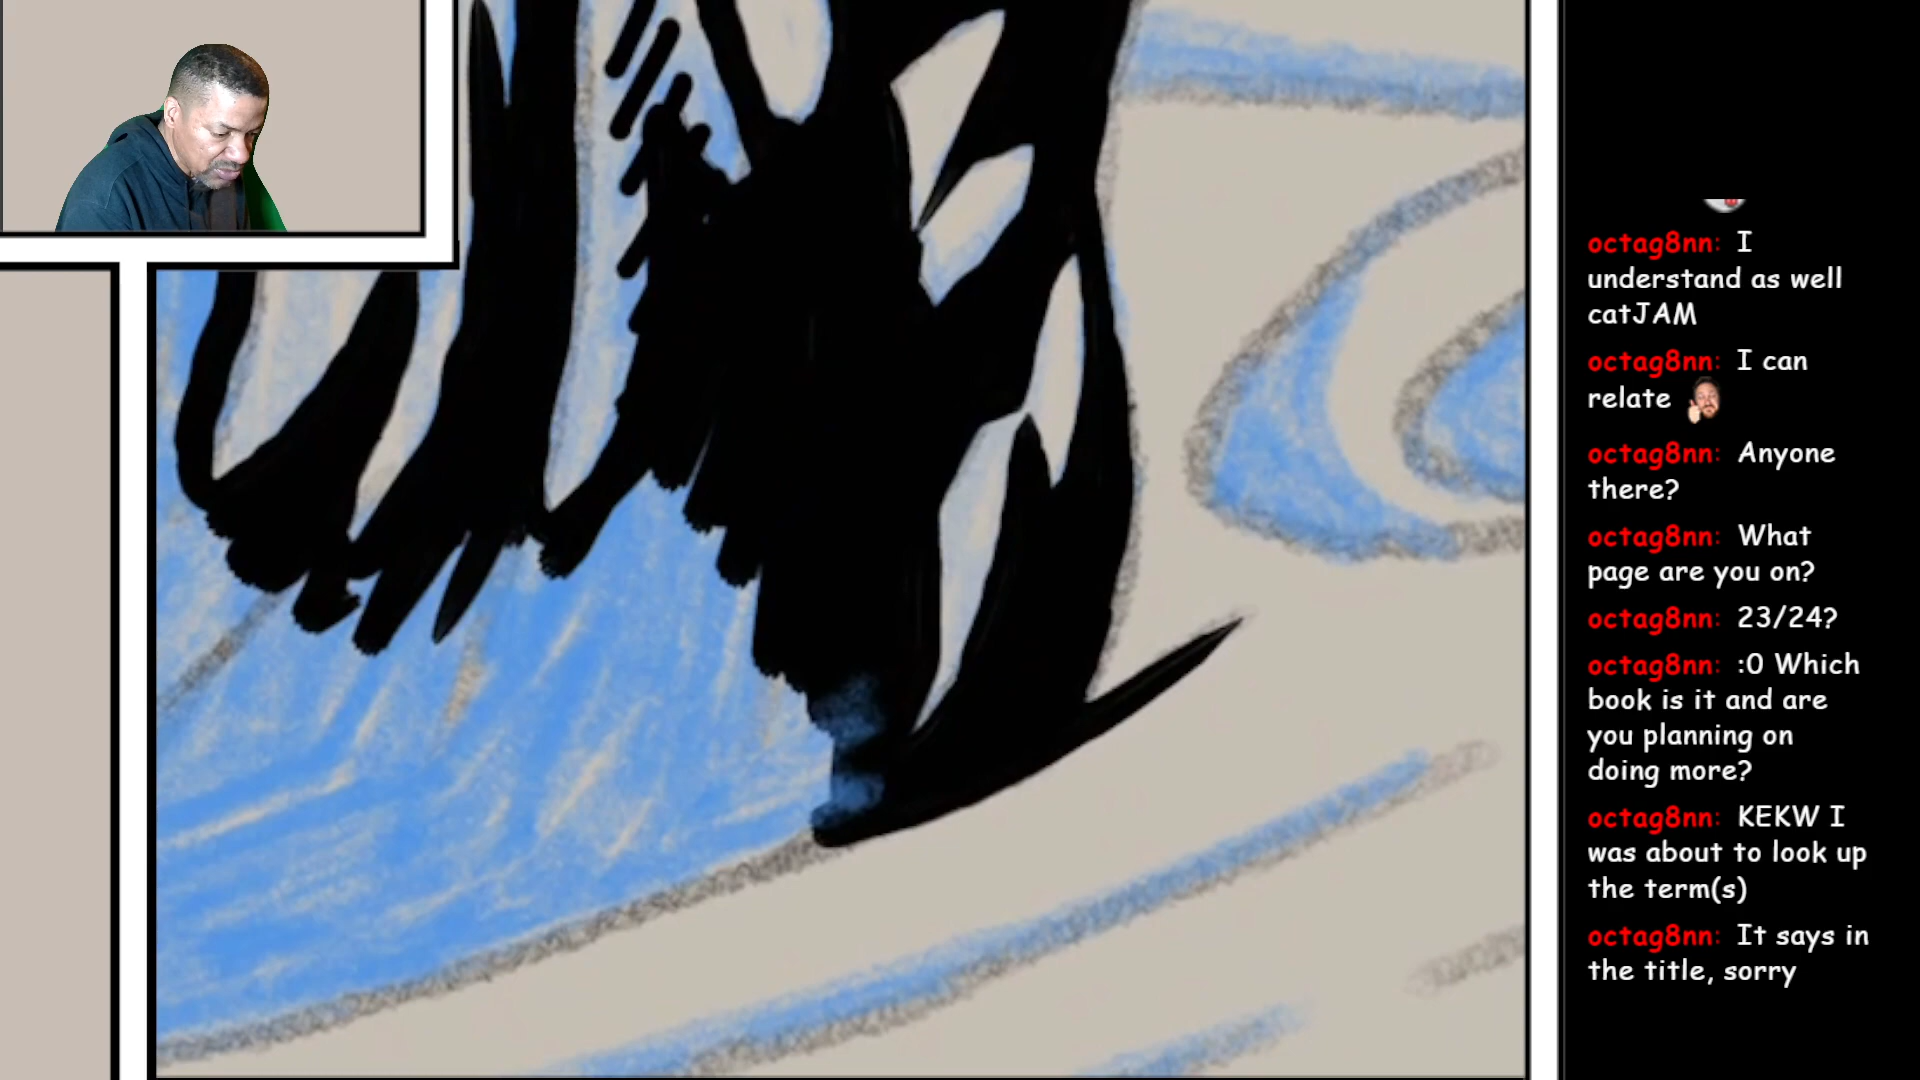 octag8nn: I
understand as well
catJAM
octag8nn: I can
relate
octag8nn: Anyone
there?
octag8nn: What
page are you on?
octag8nn: 23/24?
octag8nn: :O Which
book is it and are
you planning on
doing more?
octag8nn: KEKW I
was about to look up
the term(s)
octag8nn: It says in
the title, sorry